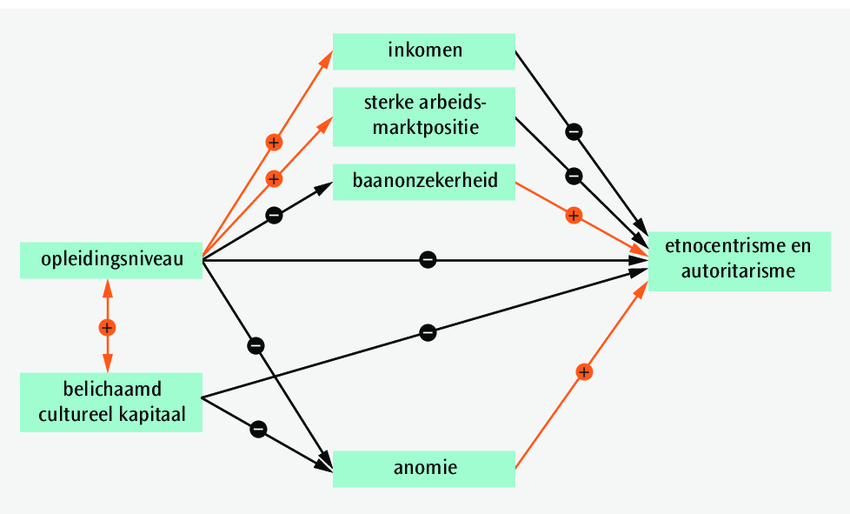 inkomen
sterke arbeids-
marktpositie
baanonzekerheid
opleidingsniveau
etnocentrisme en
autoritarisme
belichaamd
cultureel kapitaal
anomie
+
+
−
−
−
+
−
−
+
−
+
−
+